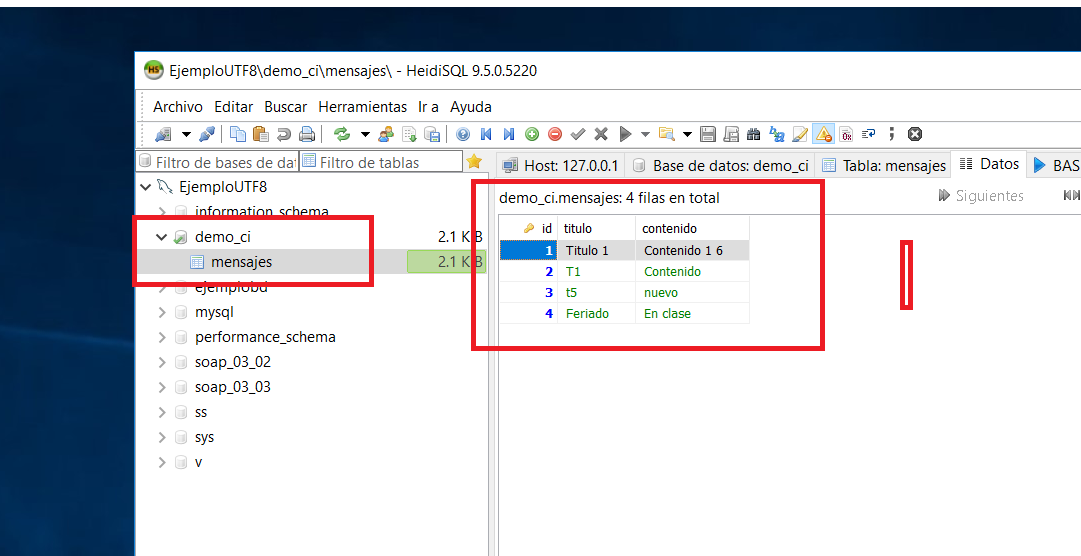 EjemploUTF8\demo_ci\mensajes\ - HeidiSQL 9.5.0.5220
Archivo Editar Buscar Herramientas Ir a Ayuda
Filtro de bases de dat Filtro de tablas Host: 127.0.0.1 Base de datos: demo_ci Tabla: mensajes Datos BAS
EjemploUTF8
information_schema
demo_ci 2.1 KiB
mensajes 2.1 KiB
ejemplobd
mysql
performance_schema
soap_03_02
soap_03_03
ss
sys
v
demo_ci.mensajes: 4 filas en total Siguientes
id titulo contenido
1 Titulo 1 Contenido 1 6
2 T1 Contenido
3 t5 nuevo
4 Feriado En clase